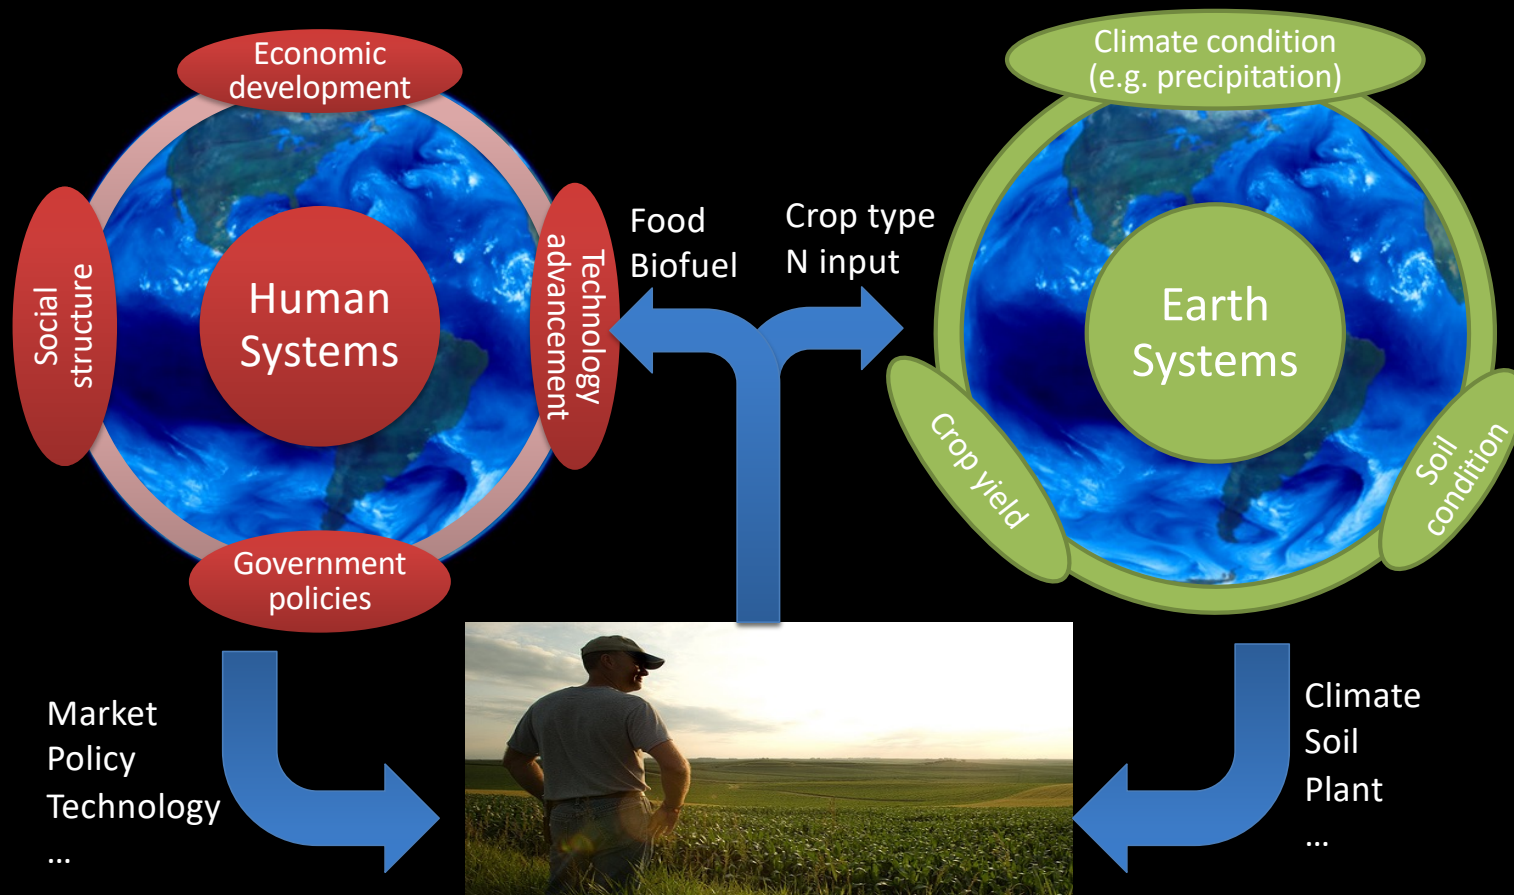 Economic
development
Social
structure
Human
Systems
Technology
advancement
Government
policies
Food
Biofuel
Crop type
N input
Climate condition
(e.g. precipitation)
Earth
Systems
Crop yield
Soil
condition
Market
Policy
Technology
...
Climate
Soil
Plant
...